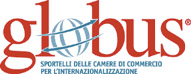 globus®
SPORTELLI DELLE CAMERE DI COMMERCIO
PER L'INTERNAZIONALIZZAZIONE